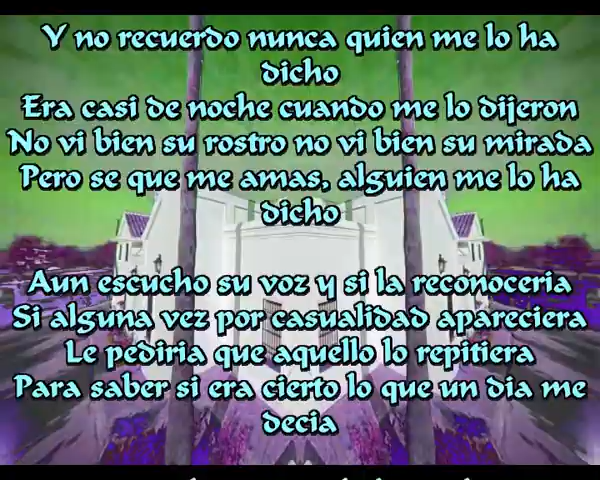 Y no recuerdo nunca quien me lo ha
dicho
Era casi de noche cuando me lo dijeron
No vi bien su rostro no vi bien su mirada
Pero se que me amas, alguien me lo ha
dicho
Aun escucho su voz y si la reconoceria
Si alguna vez por casualidad apareciera
Le pediria que aquello lo repitiera
Para saber si era cierto lo que un dia me
decia